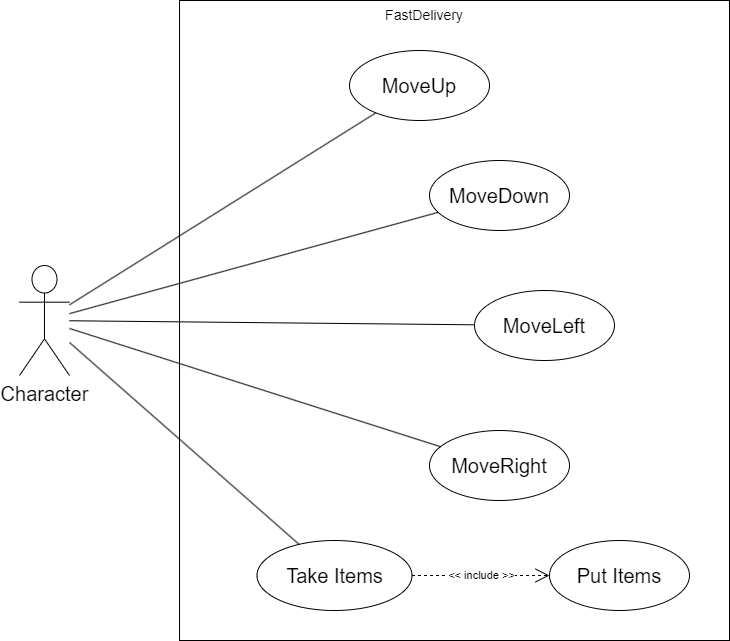 FastDelivery
MoveUp
MoveDown
MoveLeft
Character
MoveRight
Take Items
<< include >>
Put Items